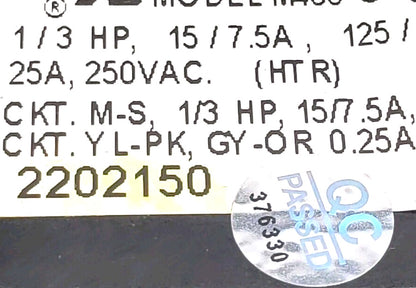 ® MODEL
1/3 HP, 15/7.5A, 125/
25A, 250VAC. (HTR)
CKT. M-S, 1/3 HP, 15/7.5A,
CKT. YL-PK, GY-OR 0.25A
2202150
QC
PASSED
376330